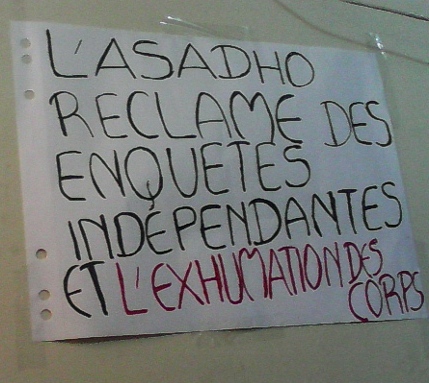 L'ASADHO
RECLAME DES
ENQUETES
INDÉPENDANTES
ET L'EXHUMATION DES
CORPS